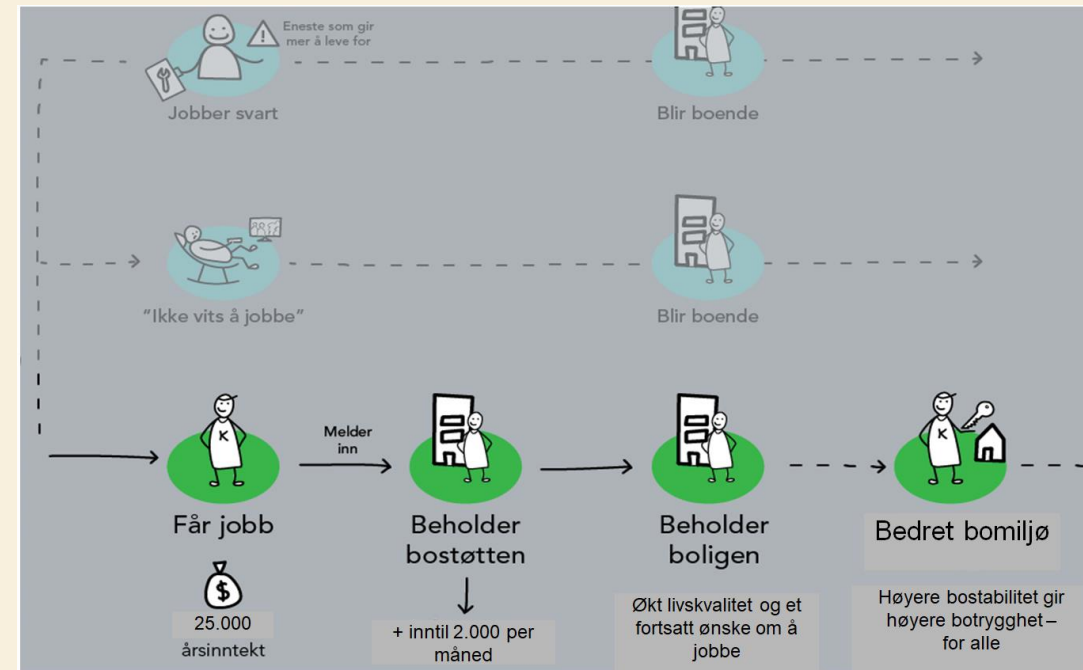 Eneste som gir
mer å leve for
Jobber svart
Blir boende
"Ikke vits å jobbe"
Blir boende
K
Melder
inn
K
Får jobb
Beholder
bostøtten
Beholder
boligen
Bedret bomiljø
$
25.000
årsinntekt
+ inntil 2.000 per
måned
Økt livskvalitet og et
fortsatt ønske om å
jobbe
Høyere bostabilitet gir
høyere botrygghet –
for alle